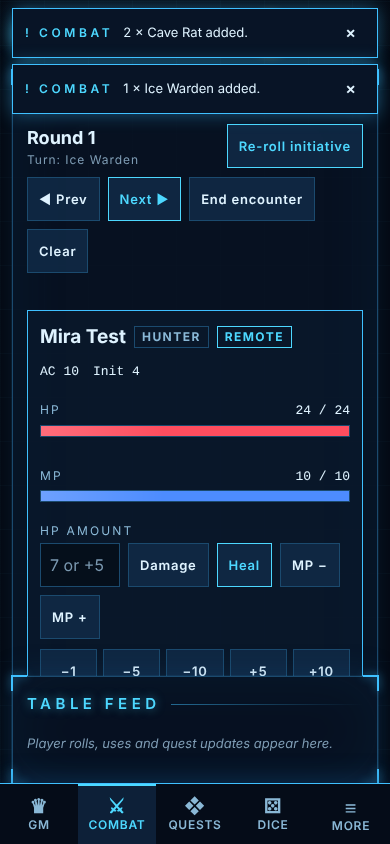 ! COMBAT 2 × Cave Rat added. ×
! COMBAT 1 × Ice Warden added. ×
Round 1
Turn: Ice Warden
Re-roll initiative
◀ Prev Next ▶ End encounter
Clear
Mira Test HUNTER REMOTE
AC 10 Init 4
HP 24 / 24
MP 10 / 10
HP AMOUNT
7 or +5 Damage Heal MP −
MP +
−1 −5 −10 +5 +10
TABLE FEED
Player rolls, uses and quest updates appear here.
GM COMBAT QUESTS DICE MORE